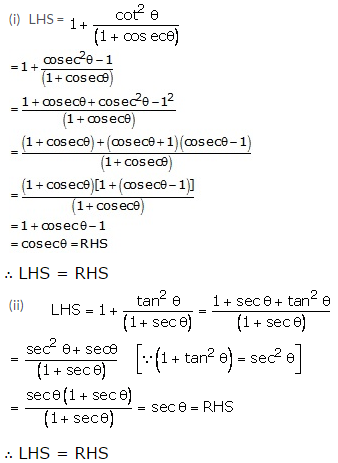 (i) LHS = 1 + cot² θ / (1 + cos ecθ)
= 1 + cosec²θ – 1 / (1 + cosecθ)
= 1 + cosecθ + cosec²θ – 1² / (1 + cosecθ)
= (1 + cosecθ) + (cosecθ + 1)(cosecθ – 1) / (1 + cosecθ)
= (1 + cosecθ)[1 + (cosecθ – 1)] / (1 + cosecθ)
= 1 + cosecθ – 1
= cosecθ = RHS
∴ LHS = RHS
(ii) LHS = 1 + tan² θ / (1 + sec θ) = 1 + sec θ + tan² θ / (1 + sec θ)
= sec² θ + secθ / (1 + sec θ) [∵ (1 + tan² θ) = sec² θ]
= sec θ (1 + sec θ) / (1 + sec θ) = sec θ = RHS
∴ LHS = RHS